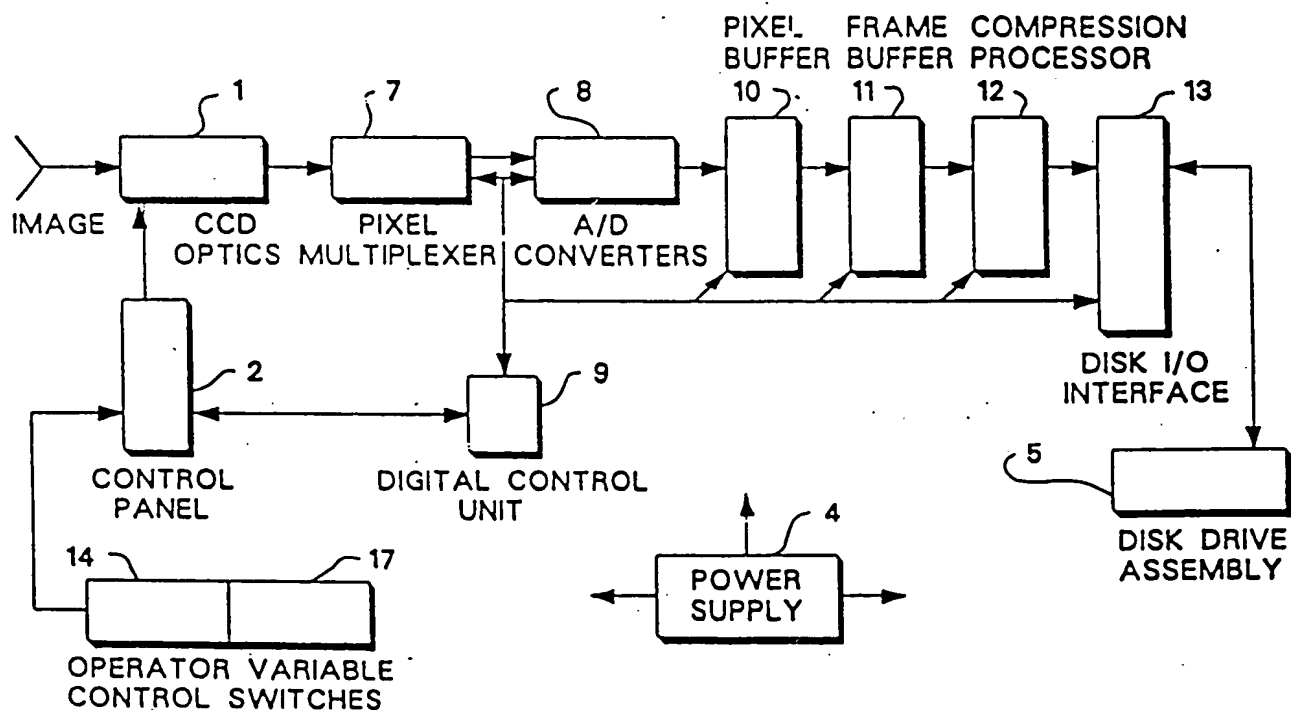 PIXEL FRAME COMPRESSION
BUFFER BUFFER PROCESSOR
1
7
8
10
11
12
13
IMAGE
CCD
OPTICS
PIXEL
MULTIPLEXER
A/D
CONVERTERS
2
9
DISK I/O
INTERFACE
CONTROL
PANEL
DIGITAL CONTROL
UNIT
5
DISK DRIVE
ASSEMBLY
14
17
4
POWER
SUPPLY
OPERATOR VARIABLE
CONTROL SWITCHES